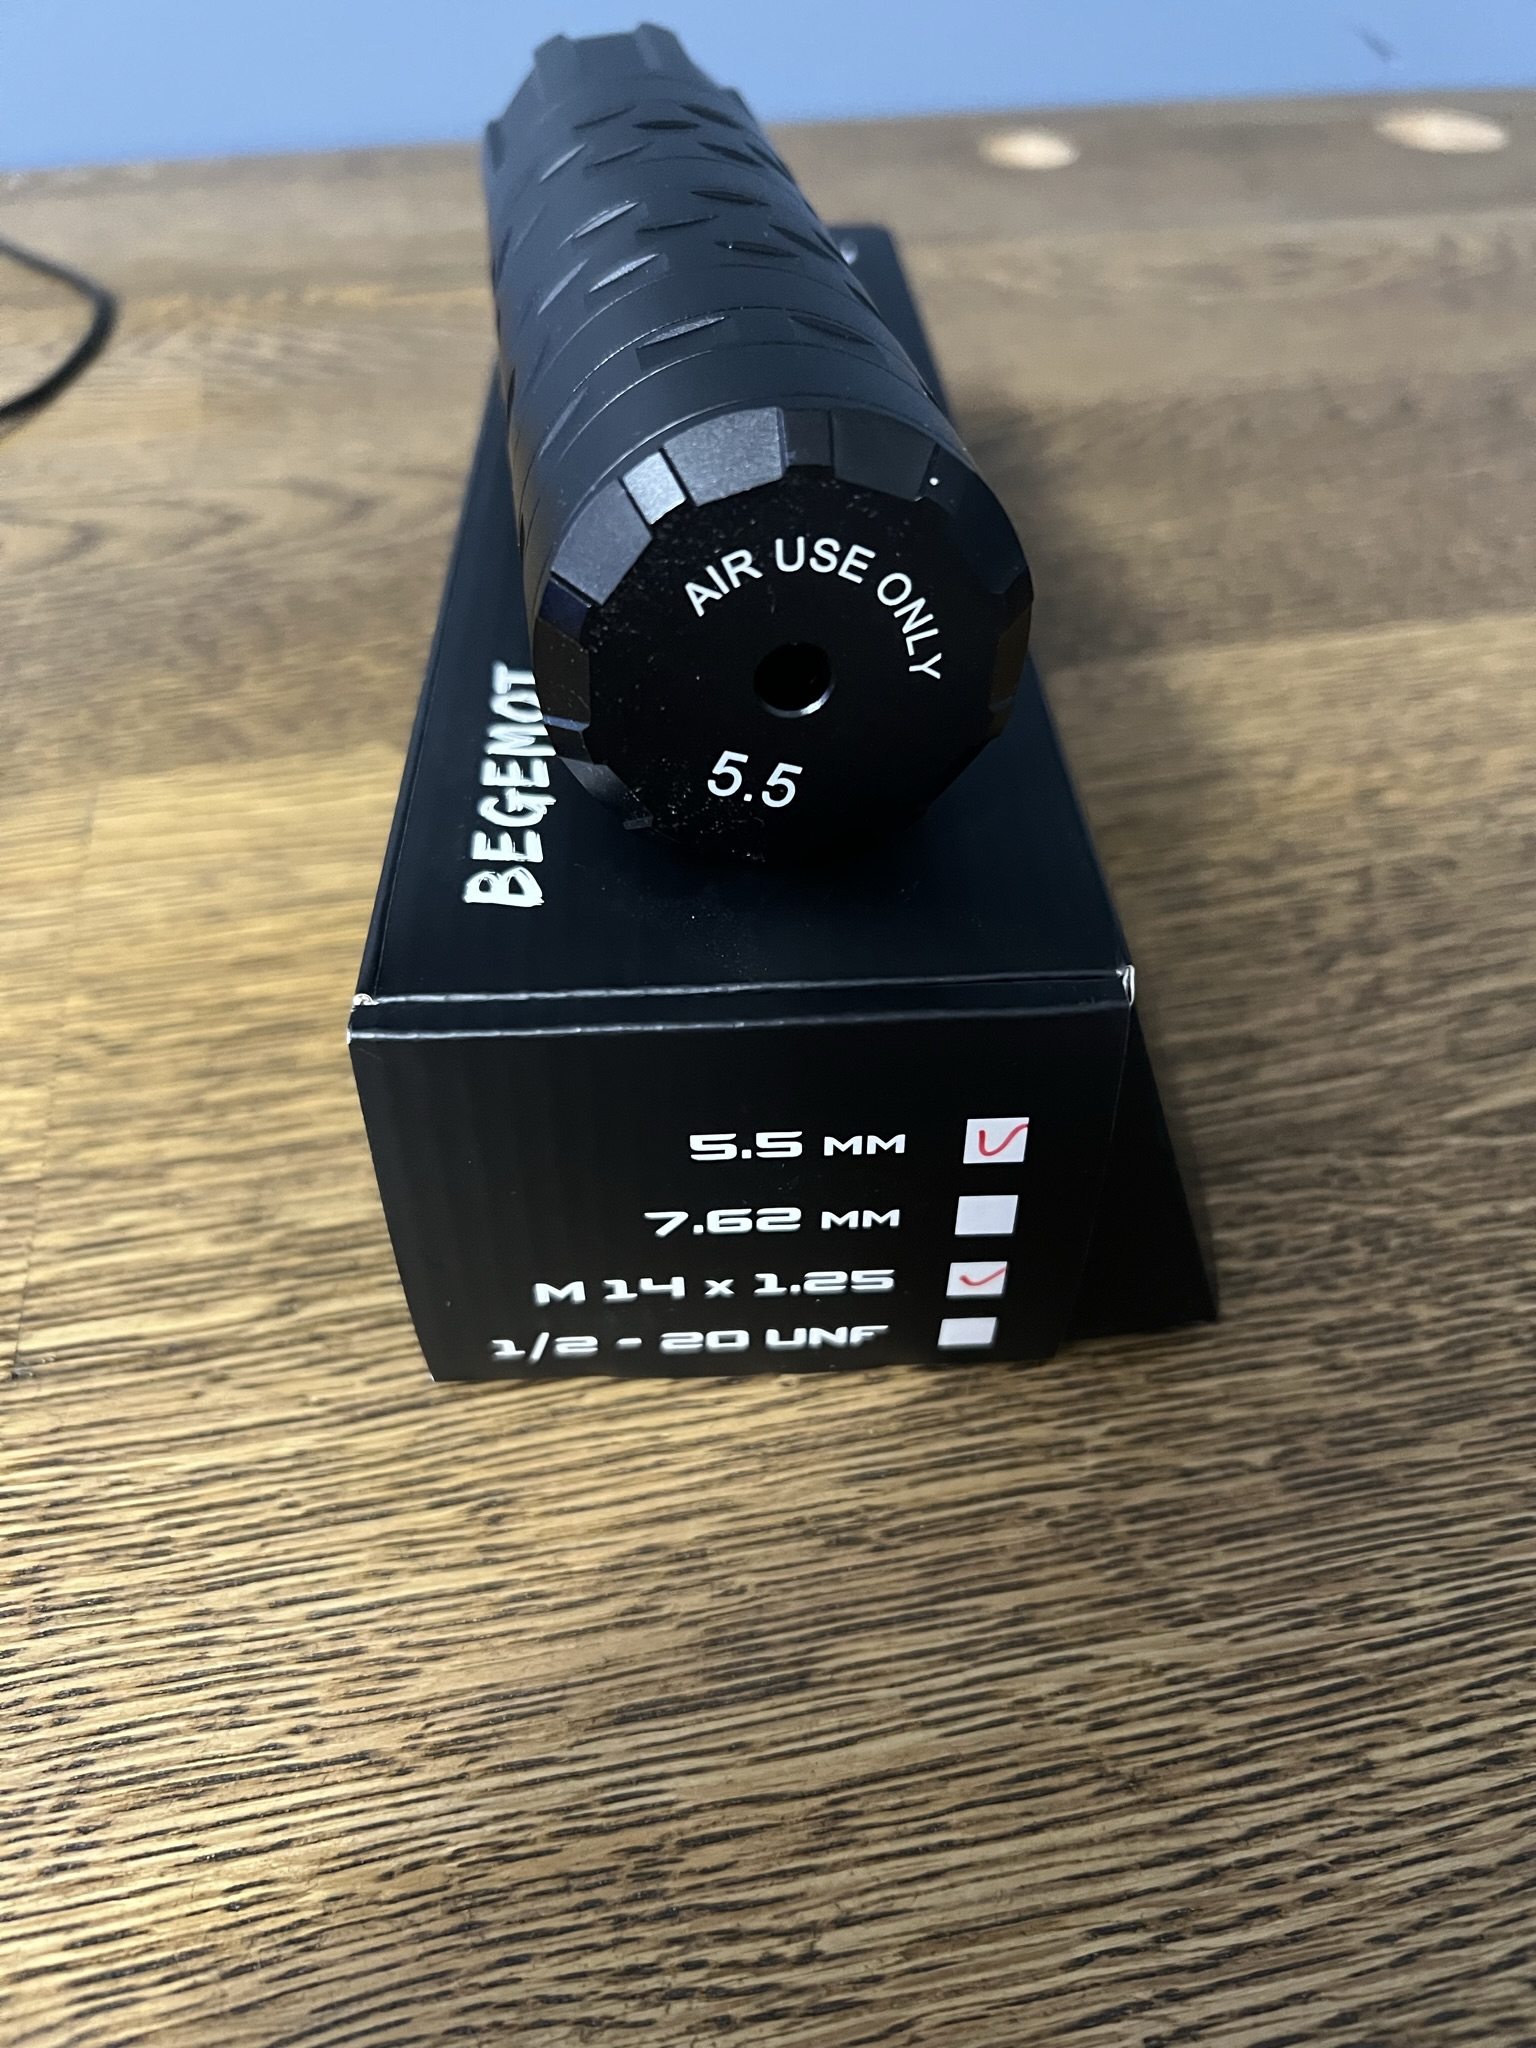 AIR USE ONLY
5.5
BEGEMOT
5.5 MM
7.62 MM
M 14 x 1.25
1/2 - 20 UNF